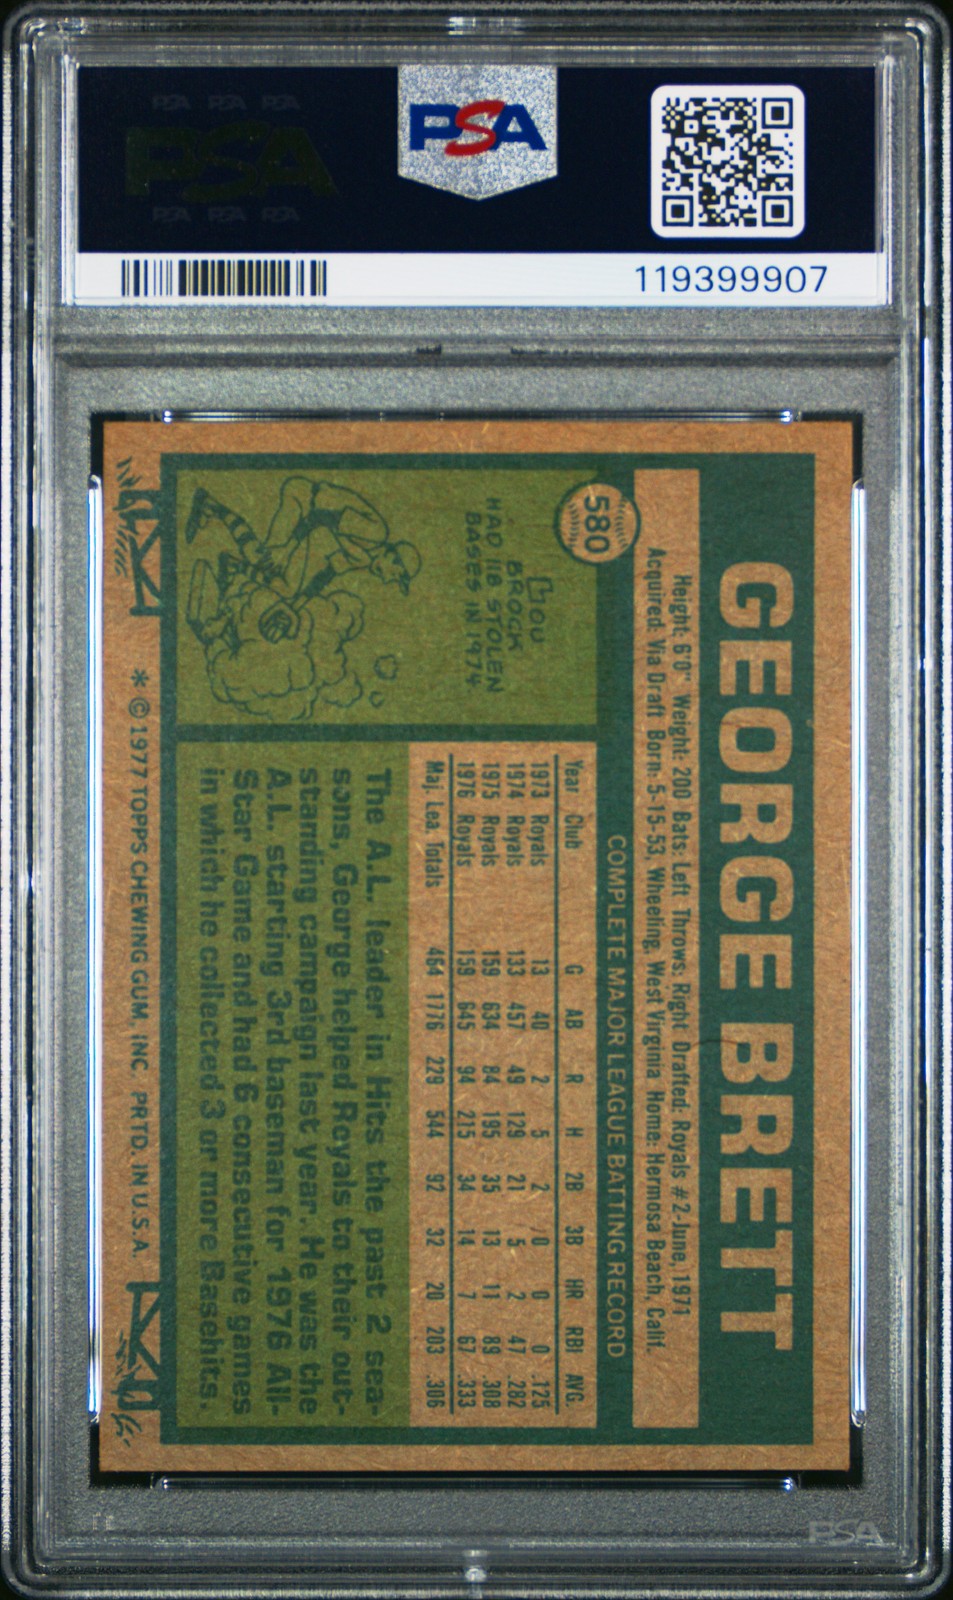 PSA PSA PSA
PSA
PSA PSA PSA
PSA
119399907
GEORGE BRETT
Height: 6'0" Weight: 200 Bats: Left Throws: Right Drafted: Royals #2-June, 1971
Acquired: Via Draft Born: 5-15-53, Wheeling, West Virginia Home: Hermosa Beach, Calif.
580
COMPLETE MAJOR LEAGUE BATTING RECORD
Year Club G AB R H 2B 3B HR RBI AVG.
1973 Royals 13 40 2 5 2 0 0 0 .125
1974 Royals 133 457 49 129 21 5 2 47 .282
1975 Royals 159 634 84 195 35 13 11 89 .308
1976 Royals 159 645 94 215 34 14 7 67 .333
Maj. Lea. Totals 464 1776 229 544 92 32 20 203 .306
LOU
BROCK
HAD 118 STOLEN
BASES IN 1974.
The A.L. leader in Hits the past 2 sea-
sons, George helped Royals to their out-
standing campaign last year. He was the
A.L. starting 3rd baseman for 1976 All-
Star Game and had 6 consecutive games
in which he collected 3 or more Basehits.
* © 1977 TOPPS CHEWING GUM, INC. PRTD. IN U.S.A.
PSA